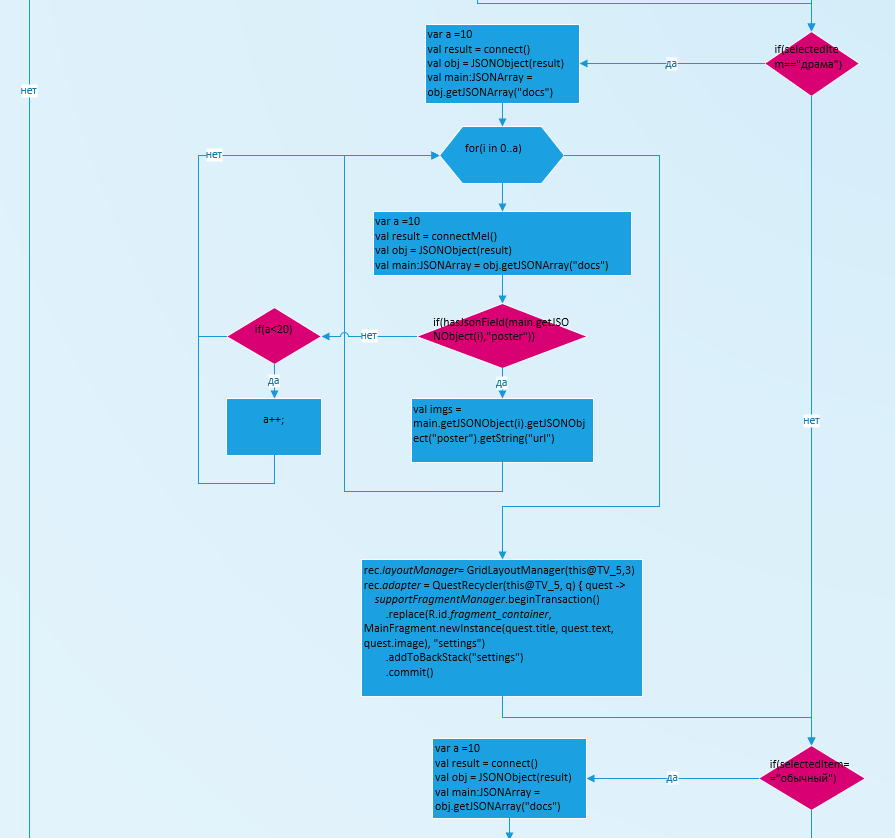 var a =10
val result = connect()
val obj = JSONObject(result)
val main:JSONArray =
obj.getJSONArray("docs")
да
if(selectedIte
m=="драма")
нет
нет
for(i in 0..a)
var a =10
val result = connectMel()
val obj = JSONObject(result)
val main:JSONArray = obj.getJSONArray("docs")
if(a<20)
нет
if(hasJsonField(main.getJSO
NObject(i),"poster"))
да
да
a++;
val imgs =
main.getJSONObject(i).getJSONObj
ect("poster").getString("url")
нет
rec.layoutManager= GridLayoutManager(this@TV_5,3)
rec.adapter = QuestRecycler(this@TV_5, q) { quest ->
supportFragmentManager.beginTransaction()
.replace(R.id.fragment_container,
MainFragment.newInstance(quest.title, quest.text,
quest.image), "settings")
.addToBackStack("settings")
.commit()
var a =10
val result = connect()
val obj = JSONObject(result)
val main:JSONArray =
obj.getJSONArray("docs")
да
if(selectedItem=
="обычный")